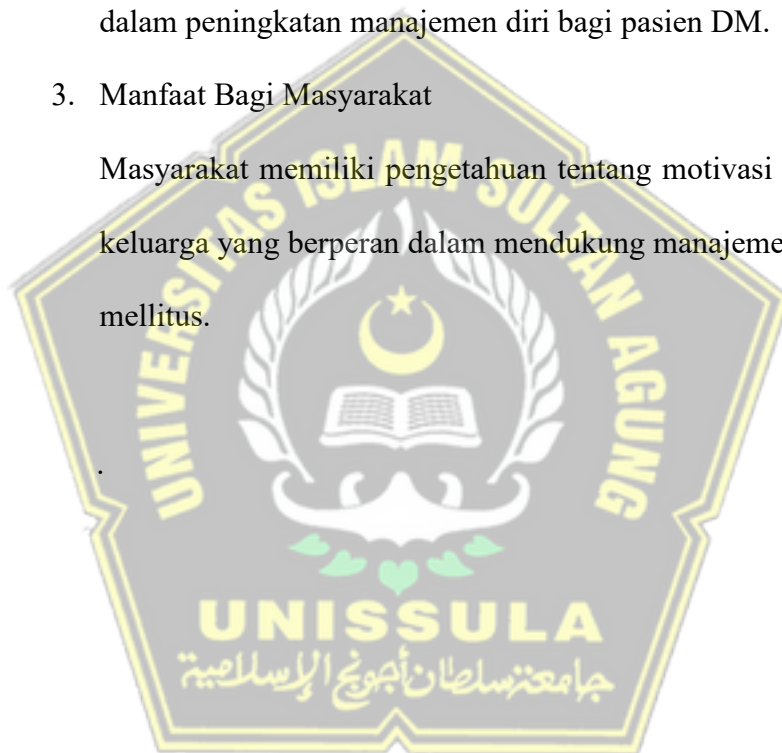 dalam peningkatan manajemen diri bagi pasien DM.
3. Manfaat Bagi Masyarakat
Masyarakat memiliki pengetahuan tentang motivasi
keluarga yang berperan dalam mendukung
mellitus.
.
UNIVERSITAS ISLAM SULTAN AGUNG
UNISSULA
جامعة سلطان أجونج الإسلامية